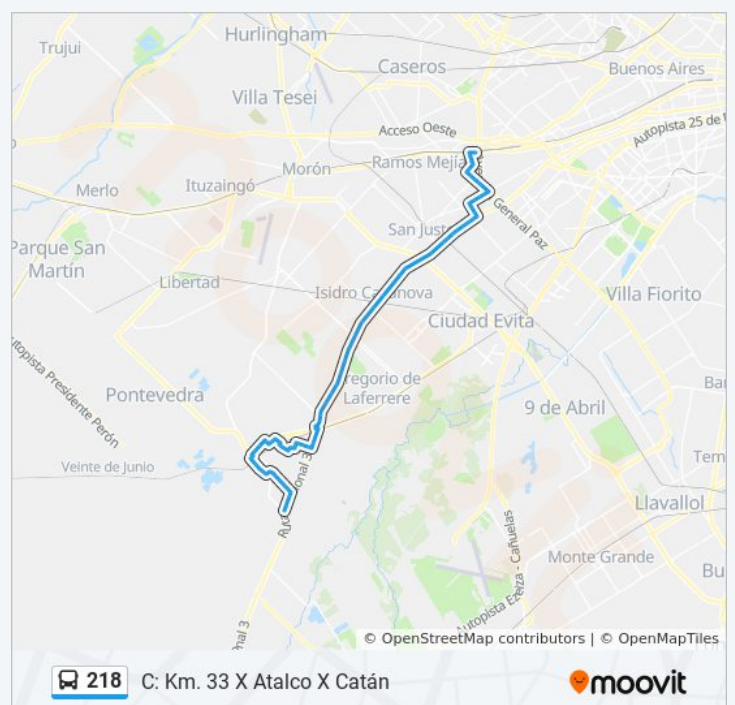 Trujui
Hurlingham
Caseros
Buenos Aires
Villa Tesei
Acceso Oeste
Autopista 25 de
Ramos Mejía
Morón
Merlo
Ituzaingó
San Justo
General Paz
Parque San
Martín
Libertad
Isidro Casanova
Villa Fiorito
Ciudad Evita
Autopista Presidente Perón
Gregorio de
Laferrere
Pontevedra
9 de Abril
Veinte de Junio
Llavallol
Monte Grande
Autopista Ezeiza - Cañuelas
© OpenStreetMap contributors | © OpenMapTiles
218
C: Km. 33 X Atalco X Catán
moovit